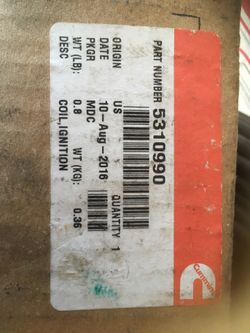 PART NUMBER 5310990
ORIGIN US QUANTITY 1
DATE 10-Aug-2016
PKGR MDC
WT (LB): 0.8 WT (KG): 0.36
DESC COIL,IGNITION
Cummins